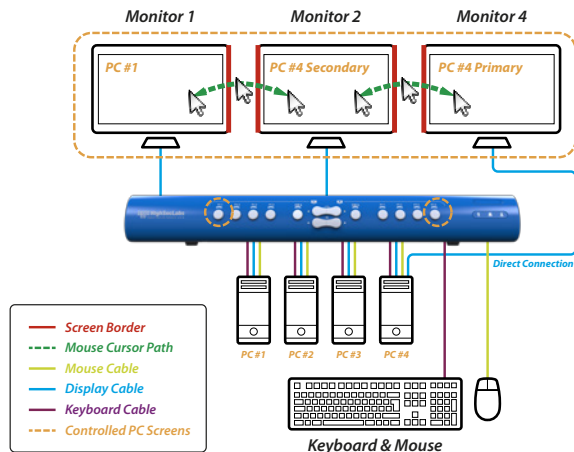 Monitor 1
Monitor 2
Monitor 4
PC #1
PC #4 Secondary
PC #4 Primary
HighSecLabs
Direct Connection
PC #1
PC #2
PC #3
PC #4
Screen Border
Mouse Cursor Path
Mouse Cable
Display Cable
Keyboard Cable
Controlled PC Screens
Keyboard & Mouse